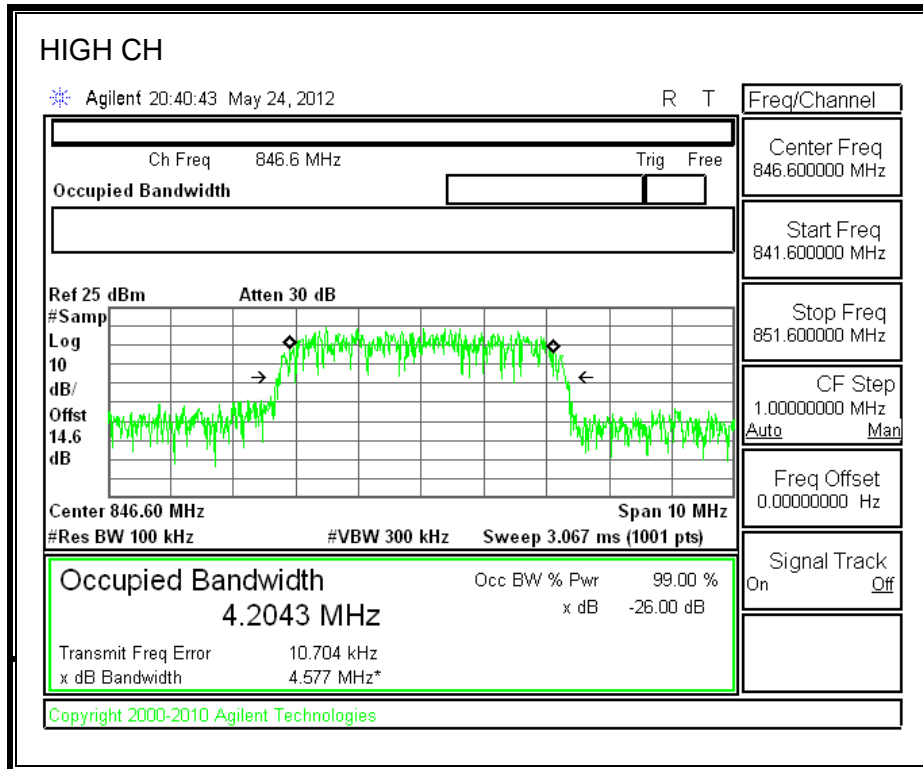 HIGH CH
Agilent 20:40:43 May 24, 2012 R T
Freq/Channel
Ch Freq 846.6 MHz Trig Free
Occupied Bandwidth
Center Freq
846.600000 MHz
Start Freq
841.600000 MHz
Stop Freq
851.600000 MHz
CF Step
1.00000000 MHz
Auto Man
Freq Offset
0.00000000 Hz
Signal Track
On Off
Ref 25 dBm Atten 30 dB
#Samp
Log
10
dB/
Offst
14.6
dB
Center 846.60 MHz Span 10 MHz
#Res BW 100 kHz #VBW 300 kHz Sweep 3.067 ms (1001 pts)
Occupied Bandwidth Occ BW % Pwr 99.00 %
4.2043 MHz x dB -26.00 dB
Transmit Freq Error 10.704 kHz
x dB Bandwidth 4.577 MHz*
Copyright 2000-2010 Agilent Technologies